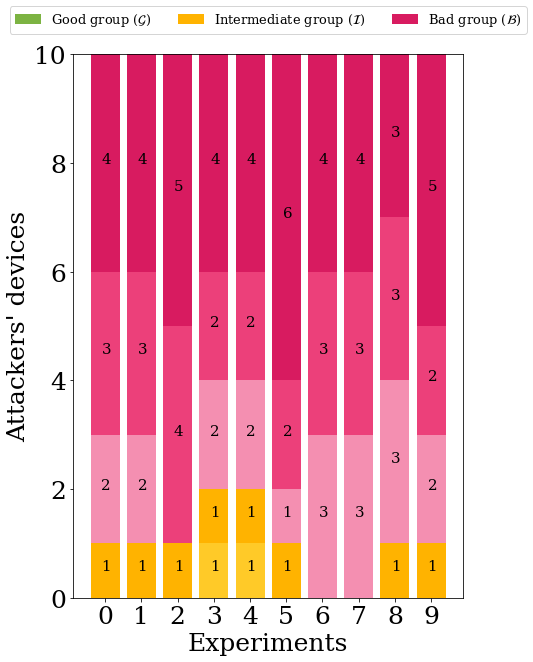 Good group (𝒢) Intermediate group (ℐ) Bad group (ℬ)
10
8
6
4
2
0
Attackers' devices
4 4 5 4 4 6 4 4 3 5
3 3 4 2 2 2 3 3 3 2
2 2 2 2 1 3 3 3 2
1 1 1 1 1 1 1 1
1 1
0 1 2 3 4 5 6 7 8 9
Experiments